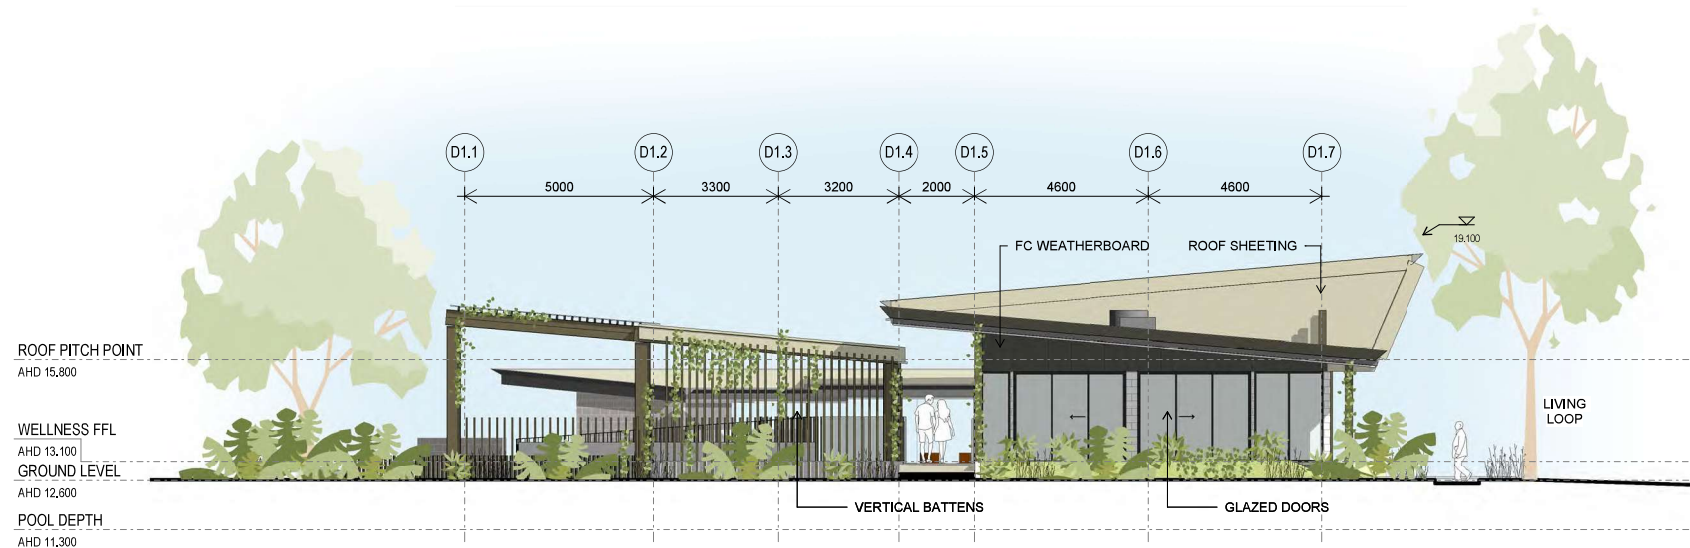 D1.1 D1.2 D1.3 D1.4 D1.5 D1.6 D1.7
5000 3300 3200 2000 4600 4600
19.100
FC WEATHERBOARD ROOF SHEETING
ROOF PITCH POINT
AHD 15.800
LIVING
LOOP
WELLNESS FFL
AHD 13.100
GROUND LEVEL
AHD 12.600
VERTICAL BATTENS GLAZED DOORS
POOL DEPTH
AHD 11.300